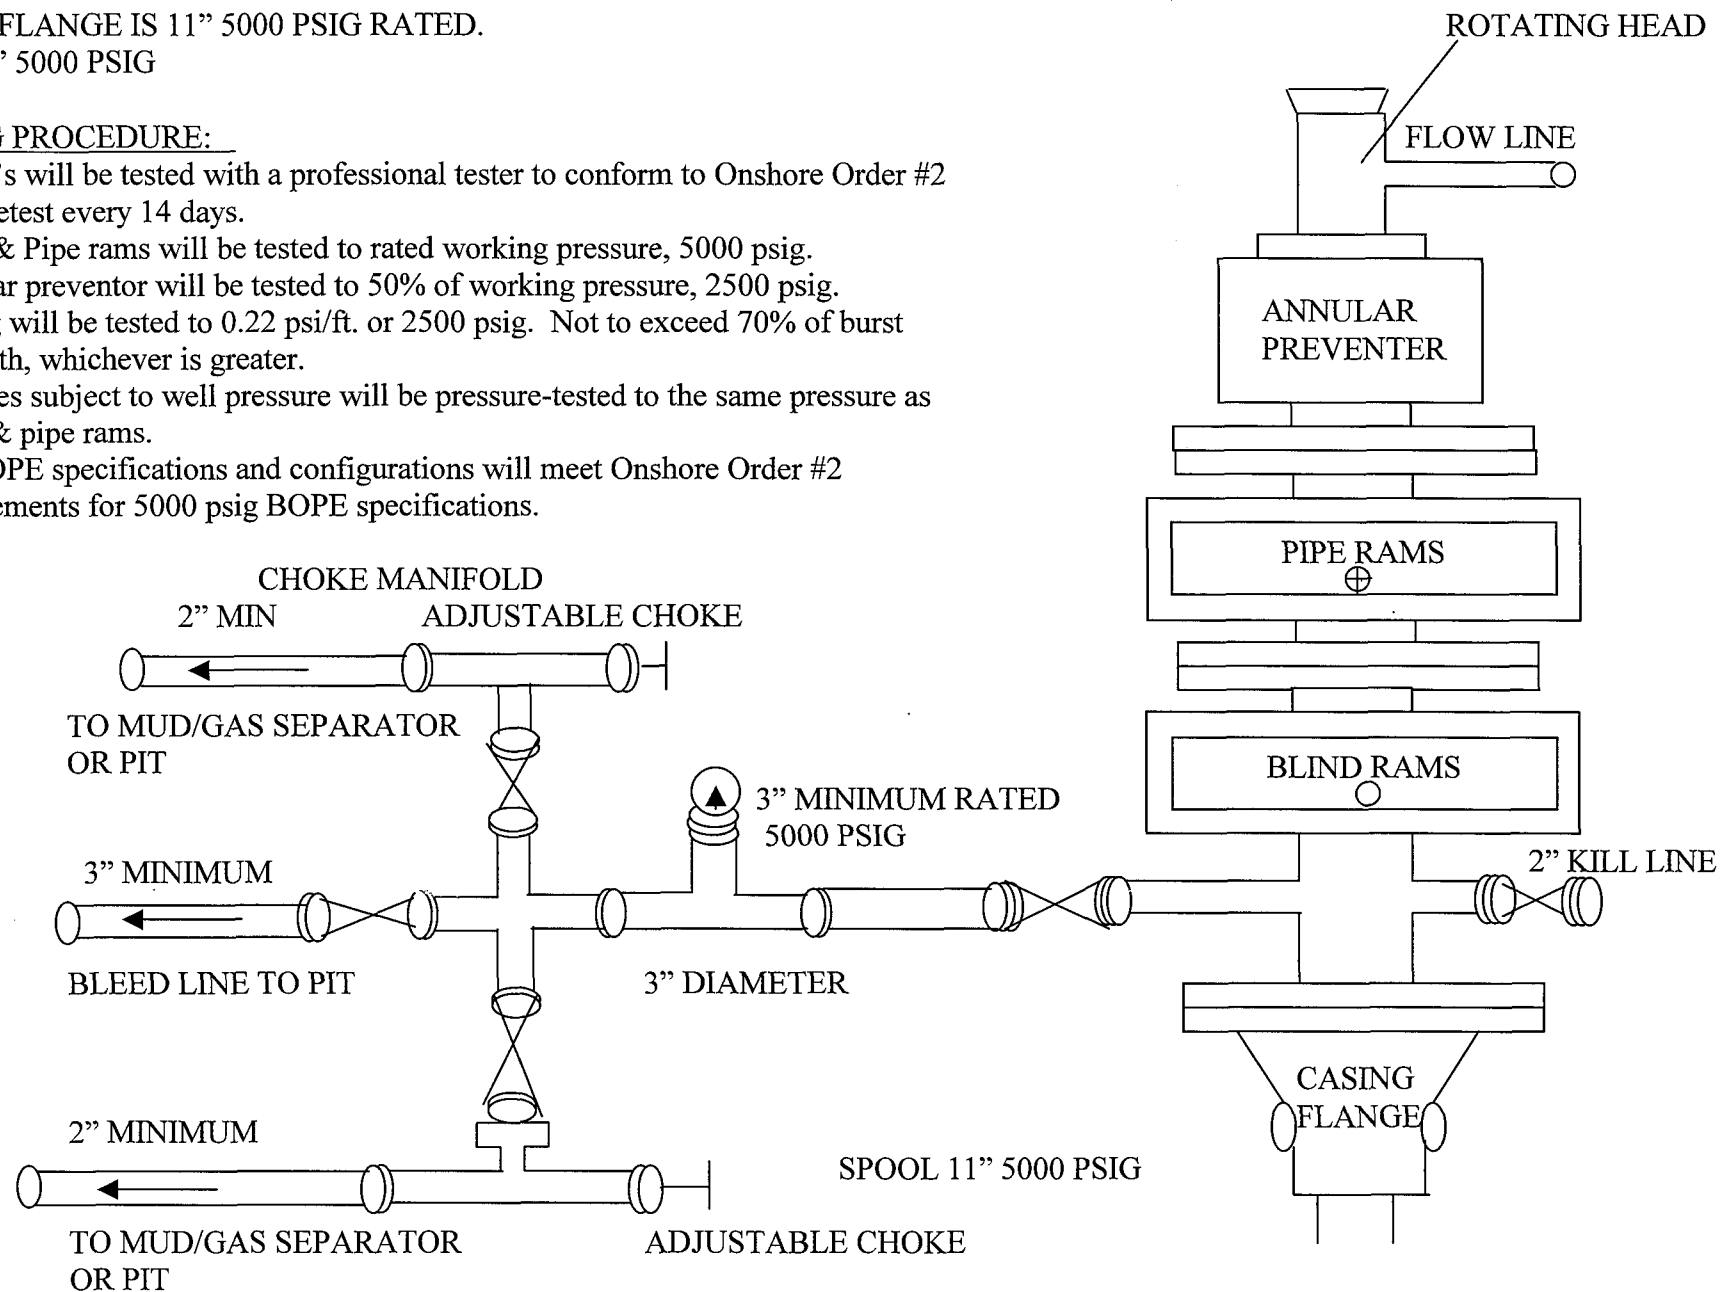 FLANGE IS 11” 5000 PSIG RATED.
” 5000 PSIG
G PROCEDURE:
’s will be tested with a professional tester to conform to Onshore Order #2
etest every 14 days.
& Pipe rams will be tested to rated working pressure, 5000 psig.
ar preventor will be tested to 50% of working pressure, 2500 psig.
will be tested to 0.22 psi/ft. or 2500 psig. Not to exceed 70% of burst
th, whichever is greater.
es subject to well pressure will be pressure-tested to the same pressure as
& pipe rams.
OPE specifications and configurations will meet Onshore Order #2
ements for 5000 psig BOPE specifications.
ROTATING HEAD
FLOW LINE
ANNULAR
PREVENTER
PIPE RAMS
BLIND RAMS
2” KILL LINE
CASING
FLANGE
CHOKE MANIFOLD
2” MIN
ADJUSTABLE CHOKE
TO MUD/GAS SEPARATOR
OR PIT
3” MINIMUM RATED
5000 PSIG
3” MINIMUM
BLEED LINE TO PIT
3” DIAMETER
2” MINIMUM
SPOOL 11” 5000 PSIG
TO MUD/GAS SEPARATOR
OR PIT
ADJUSTABLE CHOKE